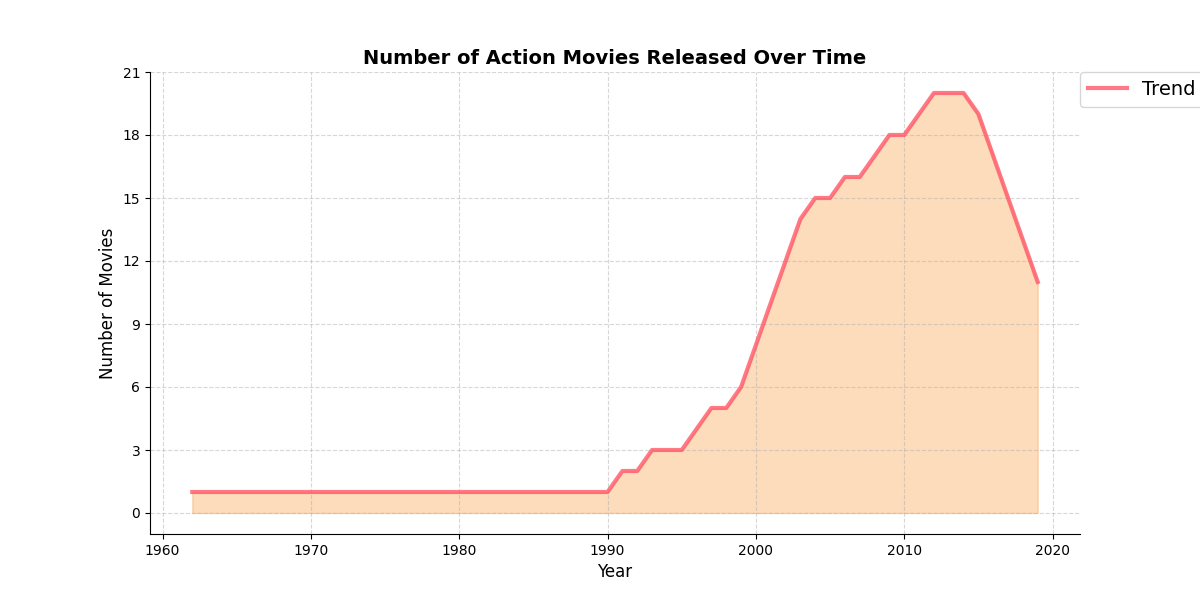 Number of Action Movies Released Over Time
Trend
Number of Movies
21
18
15
12
9
6
3
0
1960 1970 1980 1990 2000 2010 2020
Year